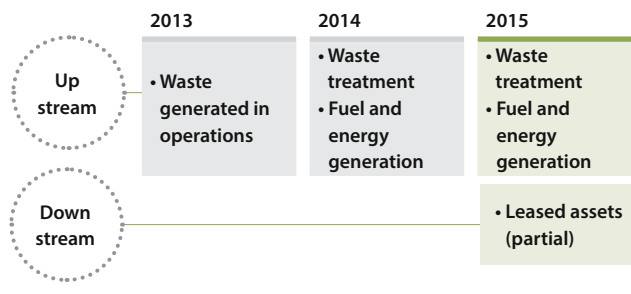 2013
2014
2015
Up
stream
• Waste
generated in
operations
• Waste
treatment
• Fuel and
energy
generation
• Waste
treatment
• Fuel and
energy
generation
Down
stream
• Leased assets
(partial)